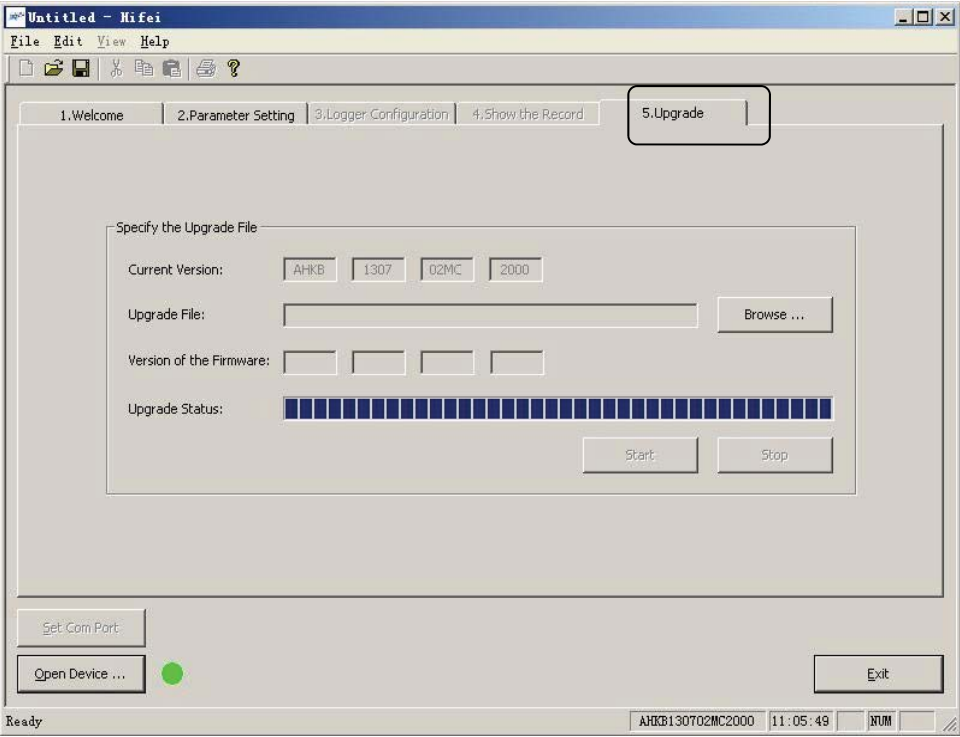 Untitled - Hifei
File Edit View Help
1.Welcome 2.Parameter Setting 3.Logger Configuration 4.Show the Record 5.Upgrade
Specify the Upgrade File
Current Version: AHKB 1307 02MC 2000
Upgrade File: Browse ...
Version of the Firmware:
Upgrade Status:
Start Stop
Set Com Port
Open Device ... Exit
Ready AHKB130702MC2000 11:05:49 NUM